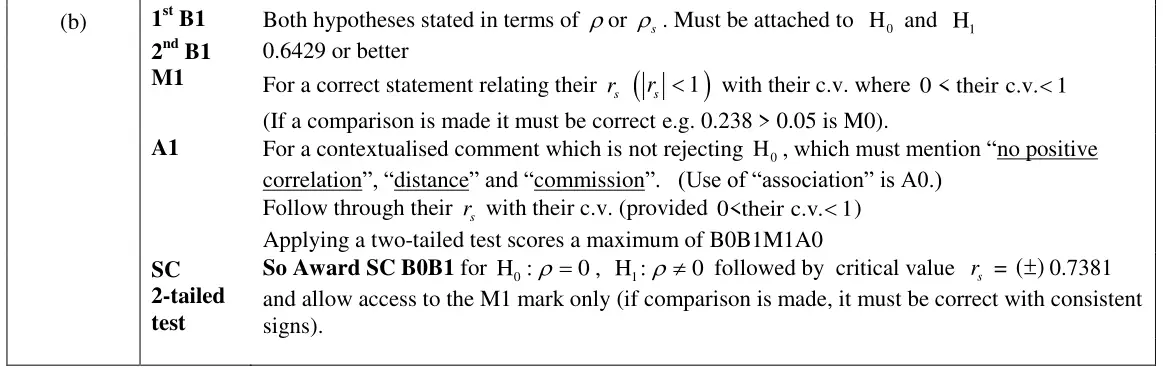 (b) 1st B1 Both hypotheses stated in terms of ρ or ρₛ . Must be attached to H₀ and H₁
2nd B1 0.6429 or better
M1 For a correct statement relating their rₛ (|rₛ| < 1) with their c.v. where 0 < their c.v.< 1
(If a comparison is made it must be correct e.g. 0.238 > 0.05 is M0).
A1 For a contextualised comment which is not rejecting H₀ , which must mention “no positive
correlation”, “distance” and “commission”. (Use of “association” is A0.)
Follow through their rₛ with their c.v. (provided 0<their c.v.< 1)
Applying a two-tailed test scores a maximum of B0B1M1A0
SC So Award SC B0B1 for H₀ : ρ = 0 , H₁ : ρ ≠ 0 followed by critical value rₛ = (±) 0.7381
2-tailed and allow access to the M1 mark only (if comparison is made, it must be correct with consistent
test signs).